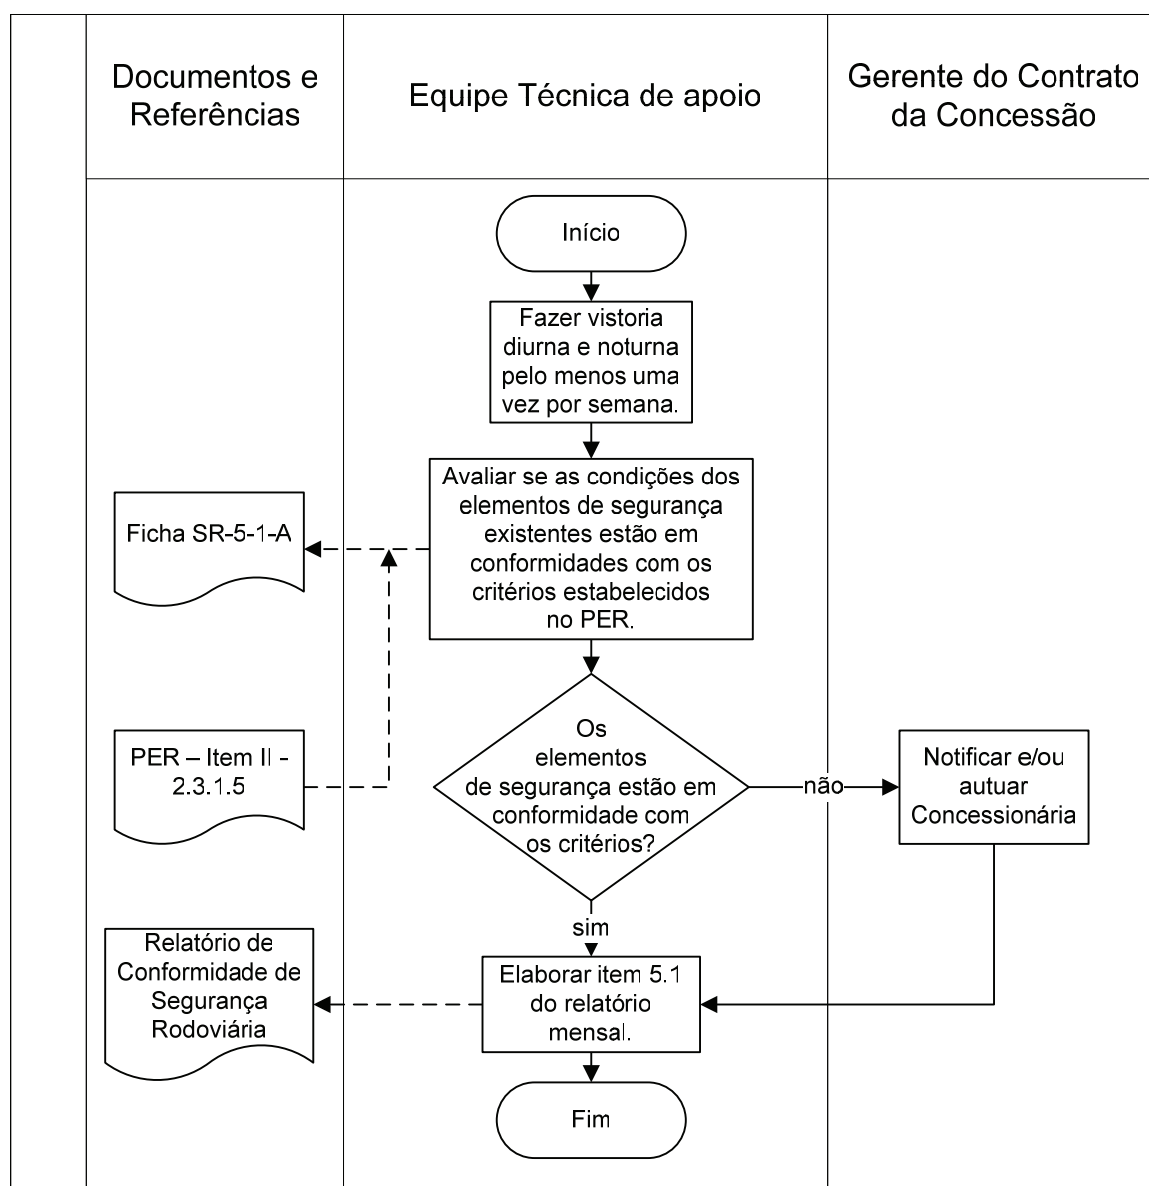 Documentos e
Referências
Equipe Técnica de apoio
Gerente do Contrato
da Concessão
Início
Fazer vistoria
diurna e noturna
pelo menos uma
vez por semana.
Avaliar se as condições dos
elementos de segurança
existentes estão em
conformidades com os
critérios estabelecidos
no PER.
Ficha SR-5-1-A
PER – Item II -
2.3.1.5
Os
elementos
de segurança estão em
conformidade com
os critérios?
não
Notificar e/ou
autuar
Concessionária
sim
Relatório de
Conformidade de
Segurança
Rodoviária
Elaborar item 5.1
do relatório
mensal.
Fim